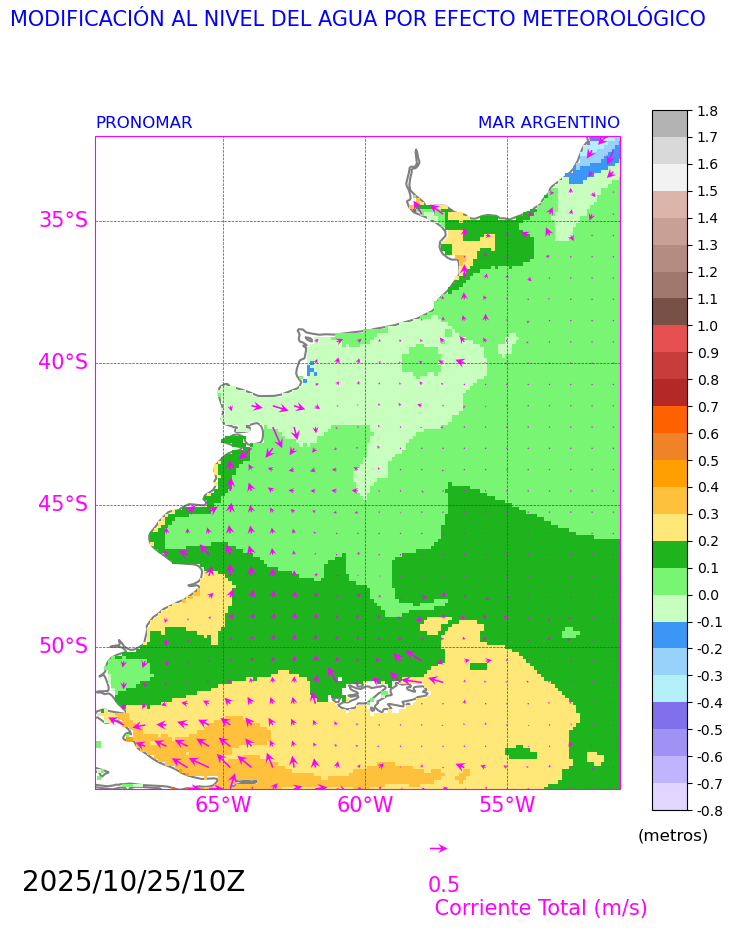 MODIFICACIÓN AL NIVEL DEL AGUA POR EFECTO METEOROLÓGICO
PRONOMAR
MAR ARGENTINO
35°S
40°S
45°S
50°S
65°W
60°W
55°W
1.8
1.7
1.6
1.5
1.4
1.3
1.2
1.1
1.0
0.9
0.8
0.7
0.6
0.5
0.4
0.3
0.2
0.1
0.0
-0.1
-0.2
-0.3
-0.4
-0.5
-0.6
-0.7
-0.8
(metros)
2025/10/25/10Z
0.5
Corriente Total (m/s)